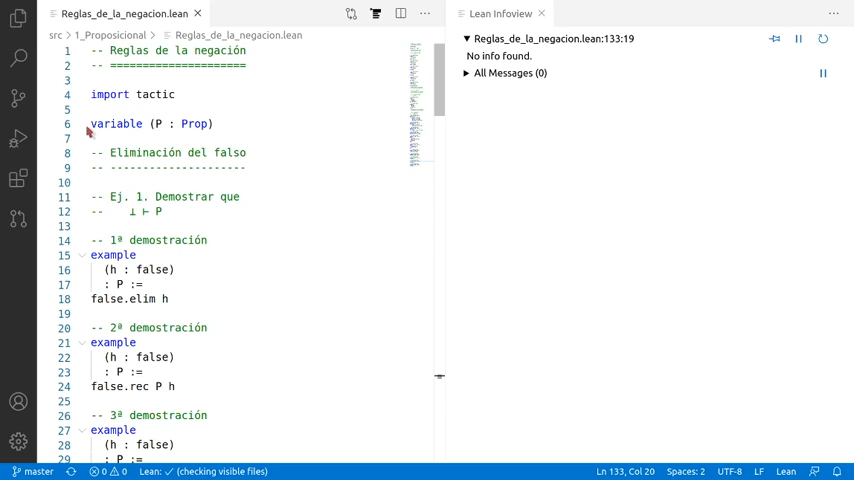 Reglas_de_la_negacion.lean
Lean Infoview
src > 1_Proposicional > Reglas_de_la_negacion.lean
1 -- Reglas de la negación
2 -- =====================
3
4 import tactic
5
6 variable (P : Prop)
7
8 -- Eliminación del falso
9 -- ---------------------
10
11 -- Ej. 1. Demostrar que
12 --    ⊥ ⊢ P
13
14 -- 1ª demostración
15 example
16   (h : false)
17   : P :=
18 false.elim h
19
20 -- 2ª demostración
21 example
22   (h : false)
23   : P :=
24 false.rec P h
25
26 -- 3ª demostración
27 example
28   (h : false)
29   : P :=
Reglas_de_la_negacion.lean:133:19
No info found.
All Messages (0)
master 0 0 Lean: ✓ (checking visible files) Ln 133, Col 20 Spaces: 2 UTF-8 LF Lean